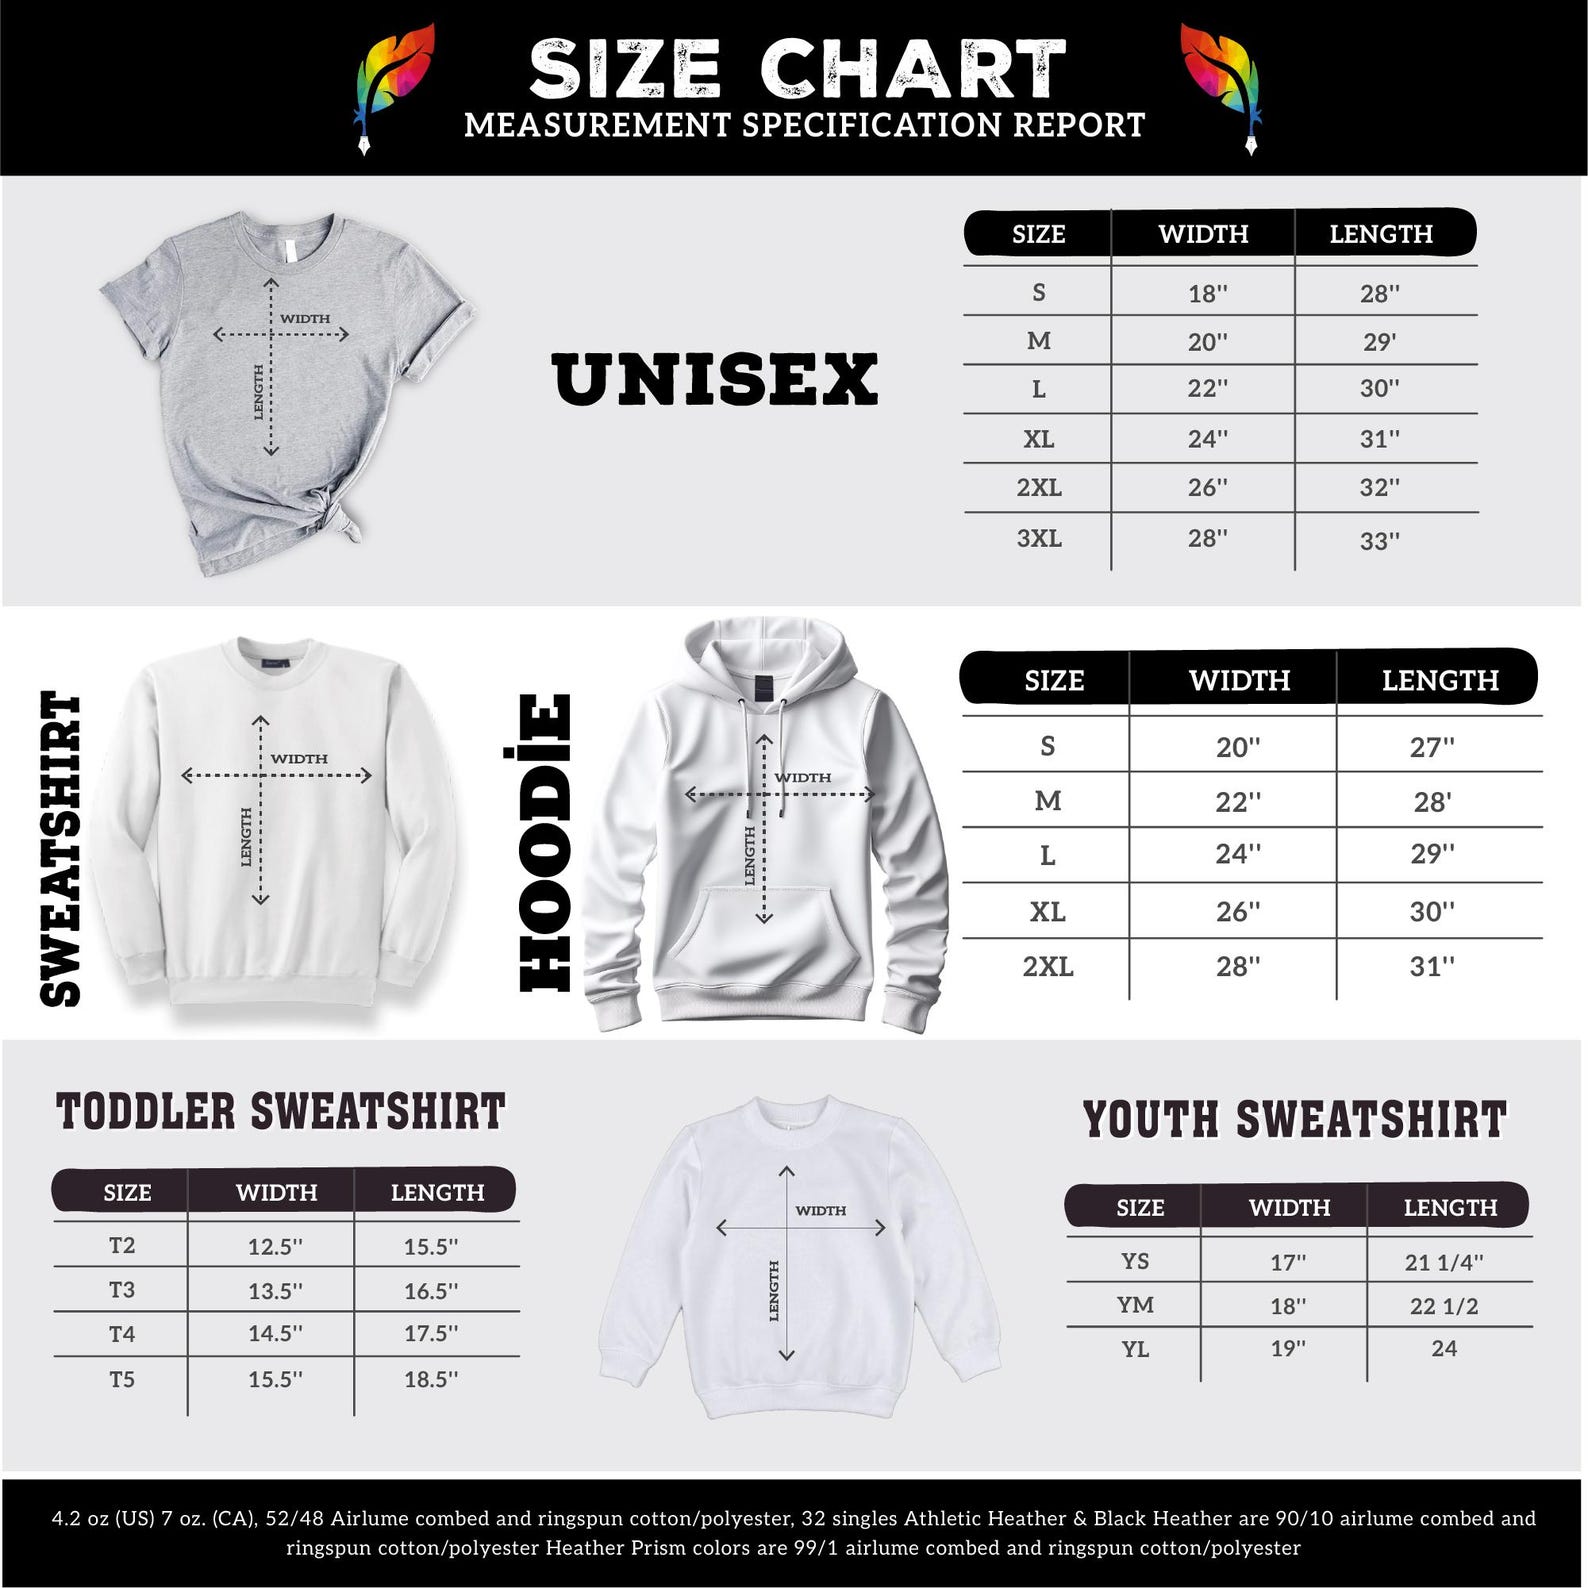 SIZE CHART
MEASUREMENT SPECIFICATION REPORT
WIDTH
LENGTH
UNISEX
SIZE WIDTH LENGTH
S 18'' 28''
M 20'' 29'
L 22'' 30''
XL 24'' 31''
2XL 26'' 32''
3XL 28'' 33''
SWEATSHIRT
WIDTH
LENGTH
HOODİE
WIDTH
LENGTH
SIZE WIDTH LENGTH
S 20'' 27''
M 22'' 28'
L 24'' 29''
XL 26'' 30''
2XL 28'' 31''
TODDLER SWEATSHIRT
SIZE WIDTH LENGTH
T2 12.5'' 15.5''
T3 13.5'' 16.5''
T4 14.5'' 17.5''
T5 15.5'' 18.5''
WIDTH
LENGTH
YOUTH SWEATSHIRT
SIZE WIDTH LENGTH
YS 17'' 21 1/4''
YM 18'' 22 1/2
YL 19'' 24
4.2 oz (US) 7 oz. (CA), 52/48 Airlume combed and ringspun cotton/polyester, 32 singles Athletic Heather & Black Heather are 90/10 airlume combed and
ringspun cotton/polyester Heather Prism colors are 99/1 airlume combed and ringspun cotton/polyester